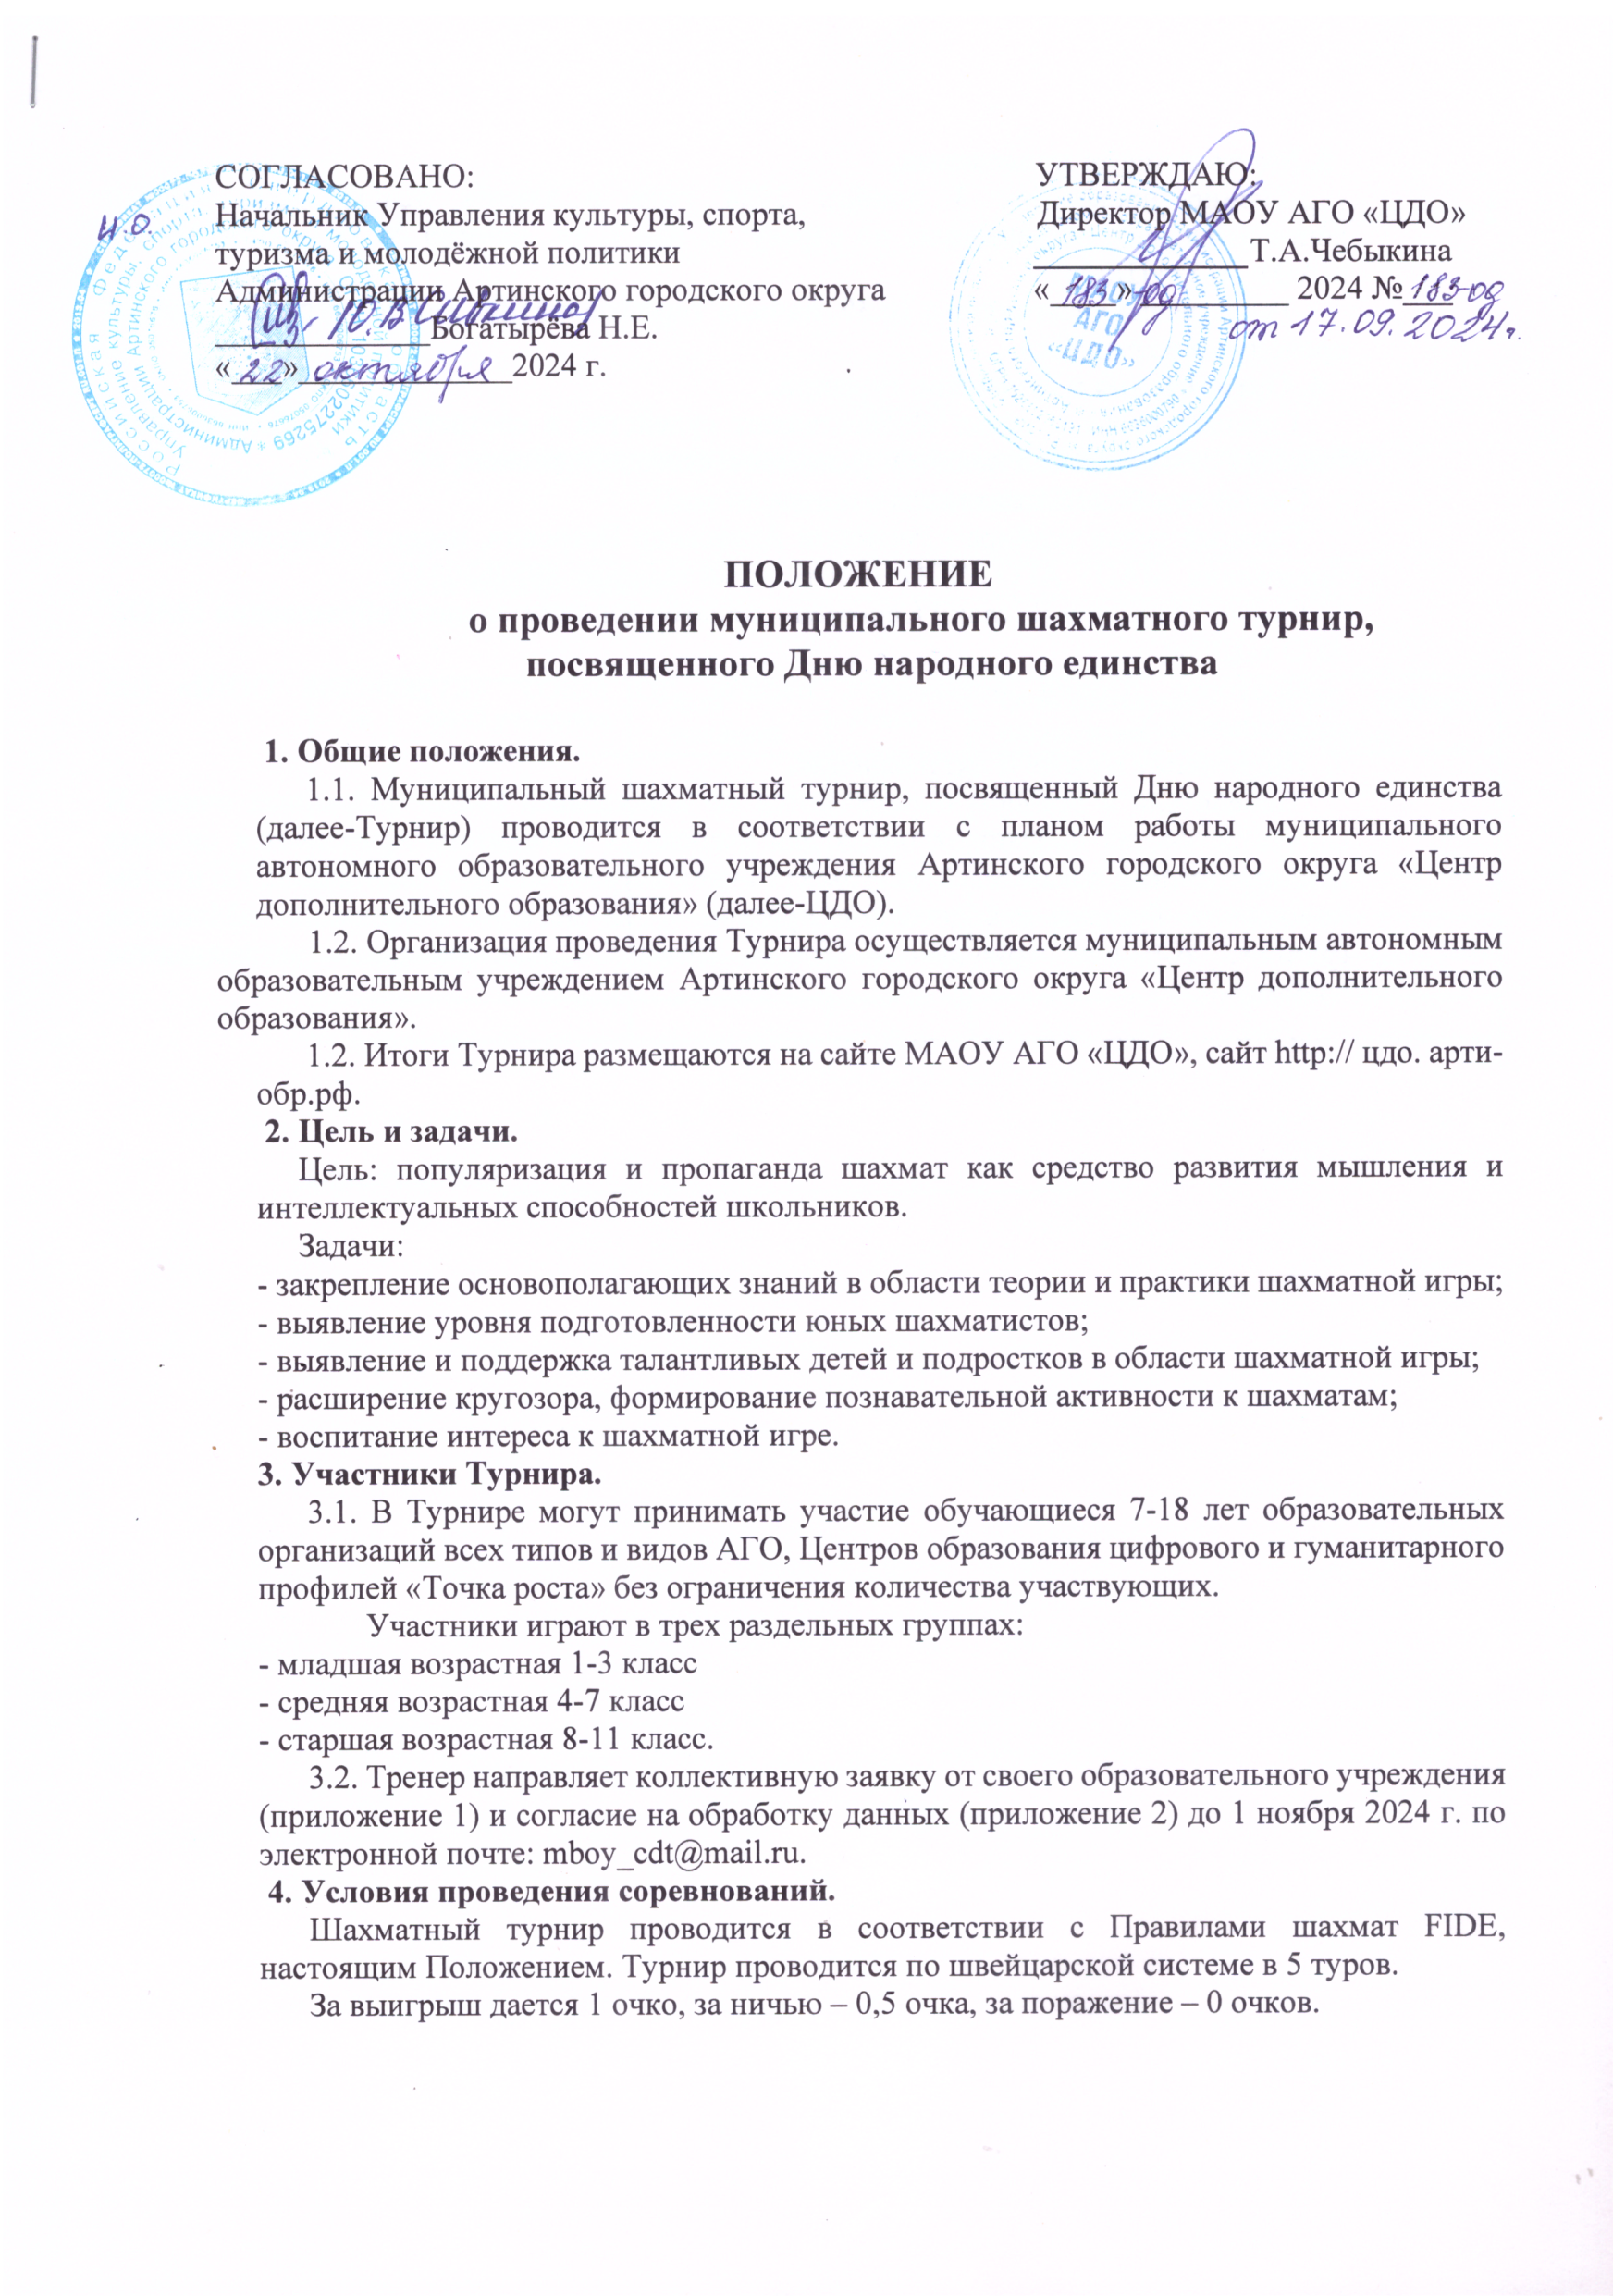 СОГЛАСОВАНО:
Начальник Управления культуры, спорта,
туризма и молодёжной политики
Администрации Артинского городского округа
Богатырёва Н.Е.
«22» октября 2024 г.
и.о.
УТВЕРЖДАЮ:
Директор МАОУ АГО «ЦДО»
Т.А.Чебыкина
«183»-од 2024 № 183-од
от 17.09.2024г.
МАОУ
АГО
«ЦДО»
ПОЛОЖЕНИЕ
о проведении муниципального шахматного турнир,
посвященного Дню народного единства
1. Общие положения.
1.1. Муниципальный шахматный турнир, посвященный Дню народного единства
(далее-Турнир) проводится в соответствии с планом работы муниципального
автономного образовательного учреждения Артинского городского округа «Центр
дополнительного образования» (далее-ЦДО).
1.2. Организация проведения Турнира осуществляется муниципальным автономным
образовательным учреждением Артинского городского округа «Центр дополнительного
образования».
1.2. Итоги Турнира размещаются на сайте МАОУ АГО «ЦДО», сайт http:// цдо. арти-
обр.рф.
2. Цель и задачи.
Цель: популяризация и пропаганда шахмат как средство развития мышления и
интеллектуальных способностей школьников.
Задачи:
- закрепление основополагающих знаний в области теории и практики шахматной игры;
- выявление уровня подготовленности юных шахматистов;
- выявление и поддержка талантливых детей и подростков в области шахматной игры;
- расширение кругозора, формирование познавательной активности к шахматам;
- воспитание интереса к шахматной игре.
3. Участники Турнира.
3.1. В Турнире могут принимать участие обучающиеся 7-18 лет образовательных
организаций всех типов и видов АГО, Центров образования цифрового и гуманитарного
профилей «Точка роста» без ограничения количества участвующих.
Участники играют в трех раздельных группах:
- младшая возрастная 1-3 класс
- средняя возрастная 4-7 класс
- старшая возрастная 8-11 класс.
3.2. Тренер направляет коллективную заявку от своего образовательного учреждения
(приложение 1) и согласие на обработку данных (приложение 2) до 1 ноября 2024 г. по
электронной почте: mboy_cdt@mail.ru.
4. Условия проведения соревнований.
Шахматный турнир проводится в соответствии с Правилами шахмат FIDE,
настоящим Положением. Турнир проводится по швейцарской системе в 5 туров.
За выигрыш дается 1 очко, за ничью – 0,5 очка, за поражение – 0 очков.